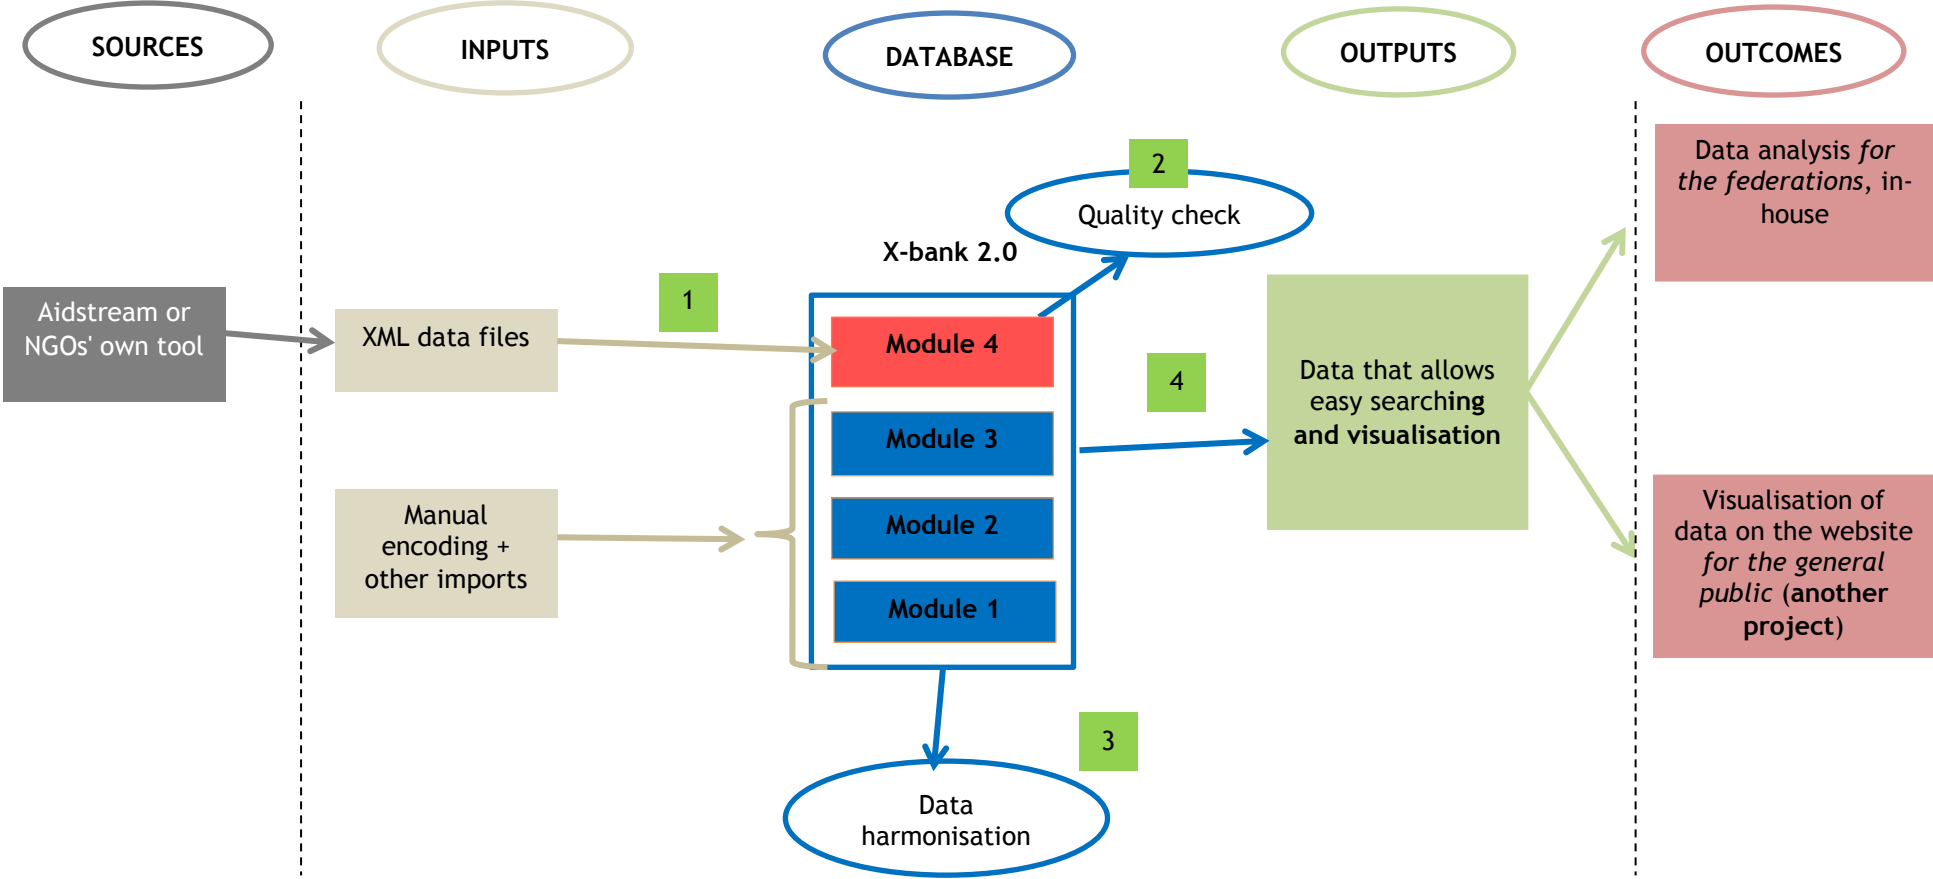 SOURCES
INPUTS
DATABASE
OUTPUTS
OUTCOMES
Aidstream or
NGOs' own tool
XML data files
Manual
encoding +
other imports
1
X-bank 2.0
Module 4
Module 3
Module 2
Module 1
2
Quality check
3
Data
harmonisation
4
Data that allows
easy searching
and visualisation
Data analysis for
the federations, in-
house
Visualisation of
data on the website
for the general
public (another
project)